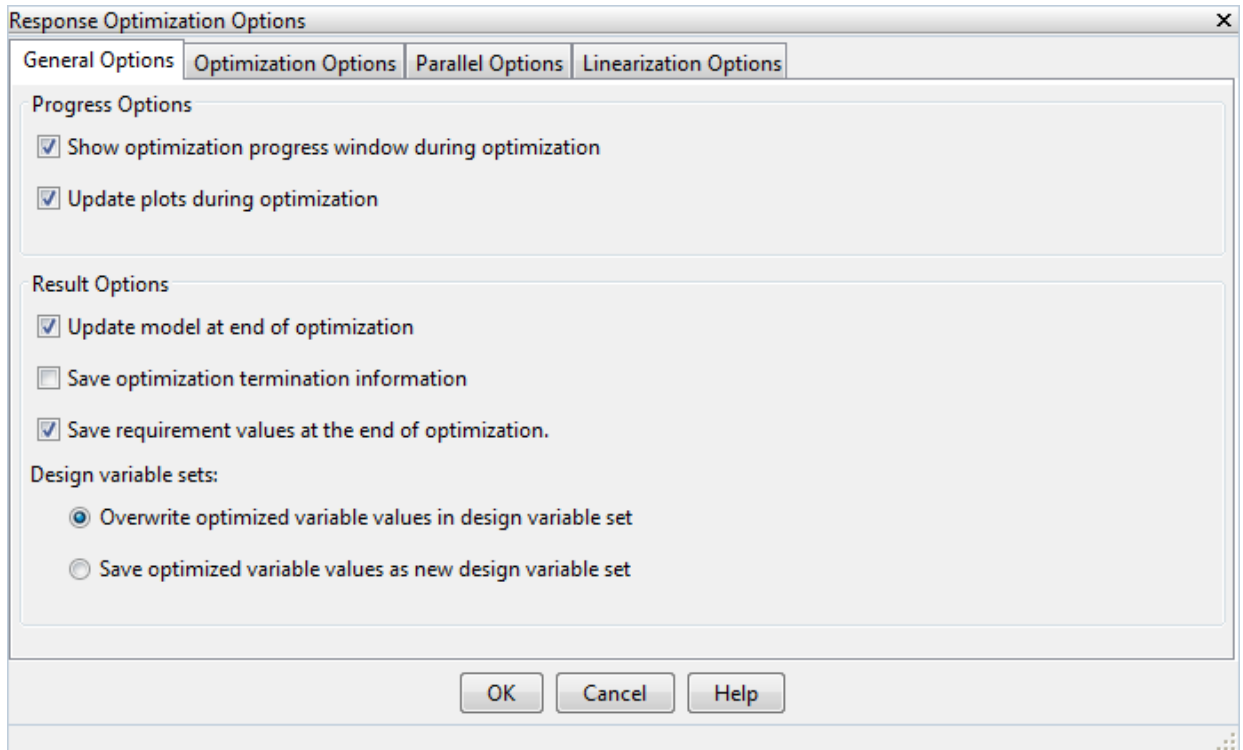 Response Optimization Options
General Options Optimization Options Parallel Options Linearization Options
Progress Options
Show optimization progress window during optimization
Update plots during optimization
Result Options
Update model at end of optimization
Save optimization termination information
Save requirement values at the end of optimization.
Design variable sets:
Overwrite optimized variable values in design variable set
Save optimized variable values as new design variable set
OK Cancel Help